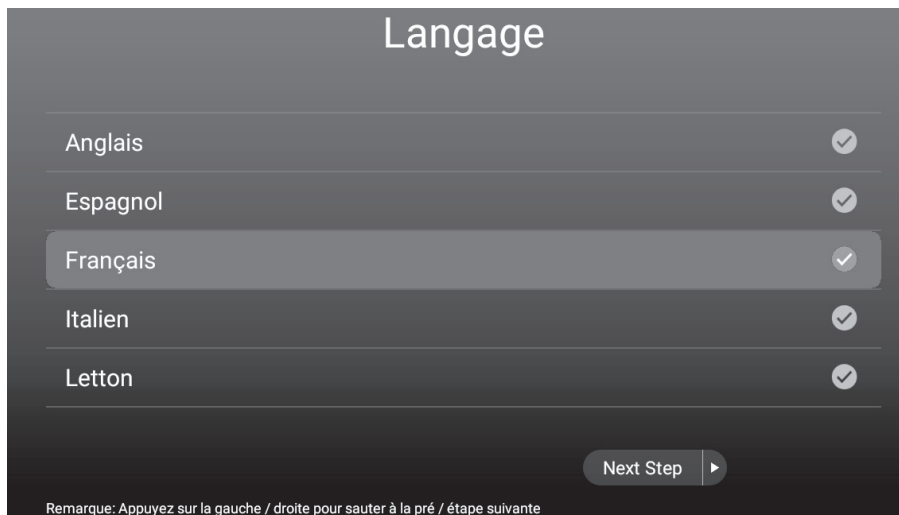 Langage
Anglais
Espagnol
Français
Italien
Letton
Next Step
Remarque: Appuyez sur la gauche / droite pour sauter à la pré / étape suivante